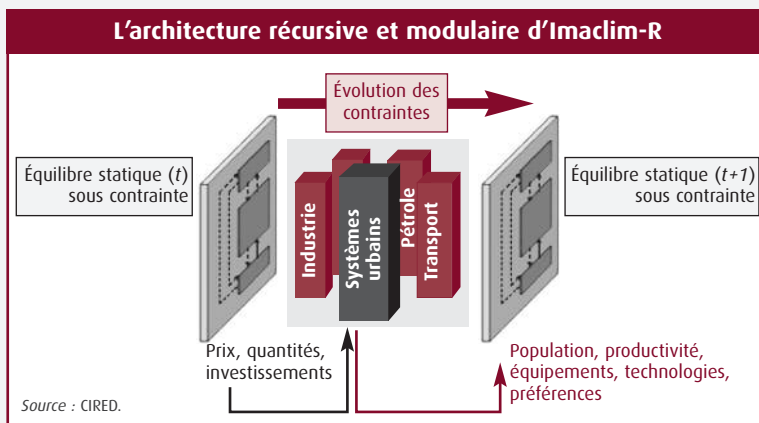 L'architecture récursive et modulaire d'Imaclim-R
Évolution des
contraintes
Équilibre statique (t)
sous contrainte
Industrie
Systèmes
urbains
Pétrole
Transport
Équilibre statique (t+1)
sous contrainte
Prix, quantités,
investissements
Population, productivité,
équipements, technologies,
préférences
Source : CIRED.